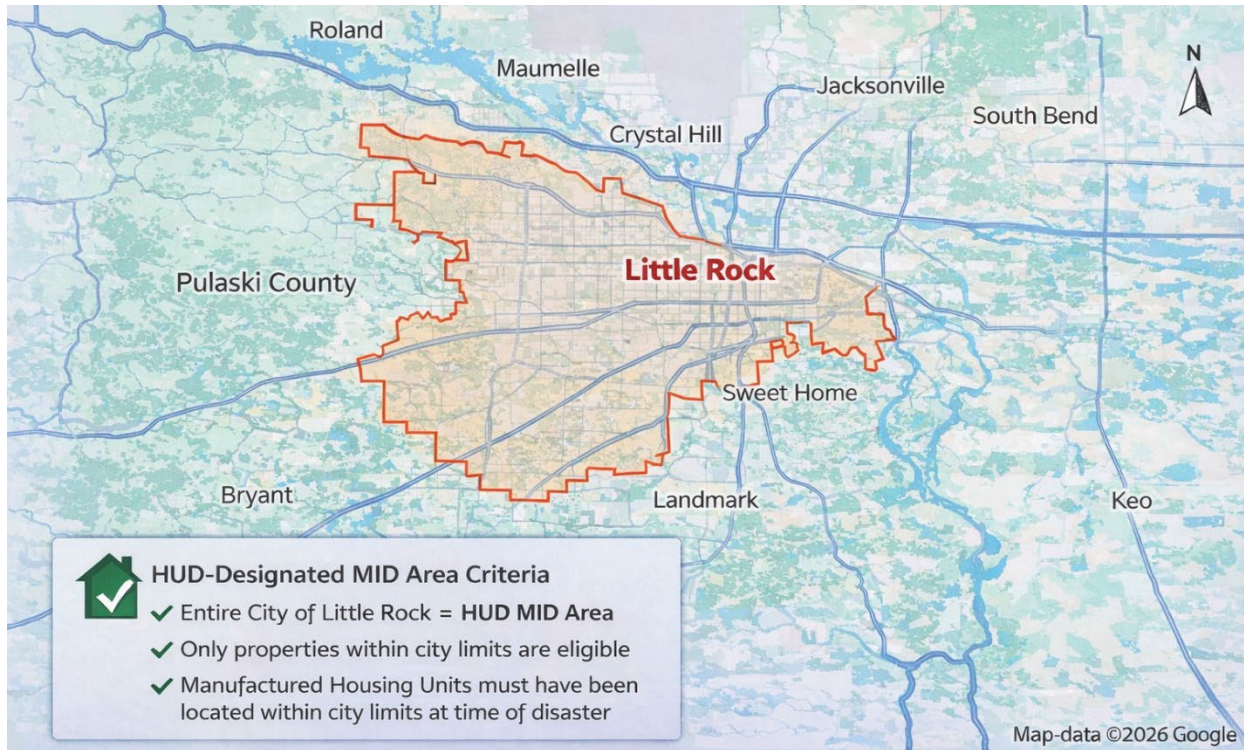 Roland
Maumelle
N
Jacksonville
South Bend
Crystal Hill
Little Rock
Pulaski County
Sweet Home
Bryant
Landmark
Keo
HUD-Designated MID Area Criteria
✓ Entire City of Little Rock = HUD MID Area
✓ Only properties within city limits are eligible
✓ Manufactured Housing Units must have been
located within city limits at time of disaster
Map-data ©2026 Google